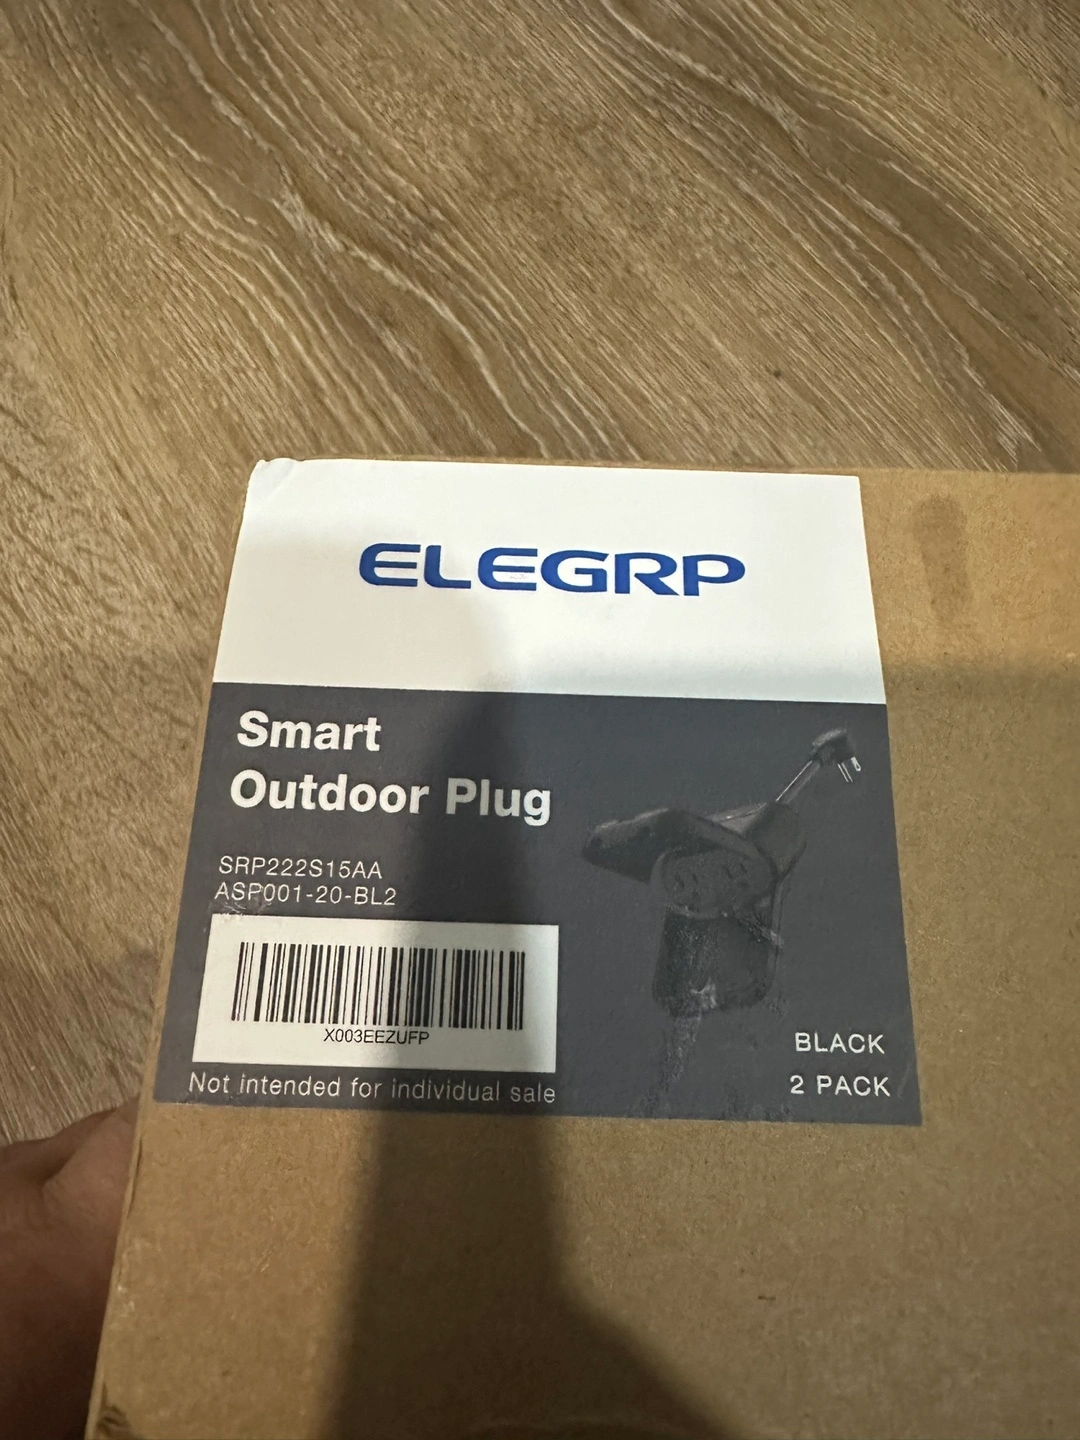 ELEGRP
Smart
Outdoor Plug
SRP222S15AA
ASP001-20-BL2
X003EEZUFP
Not intended for individual sale
BLACK
2 PACK